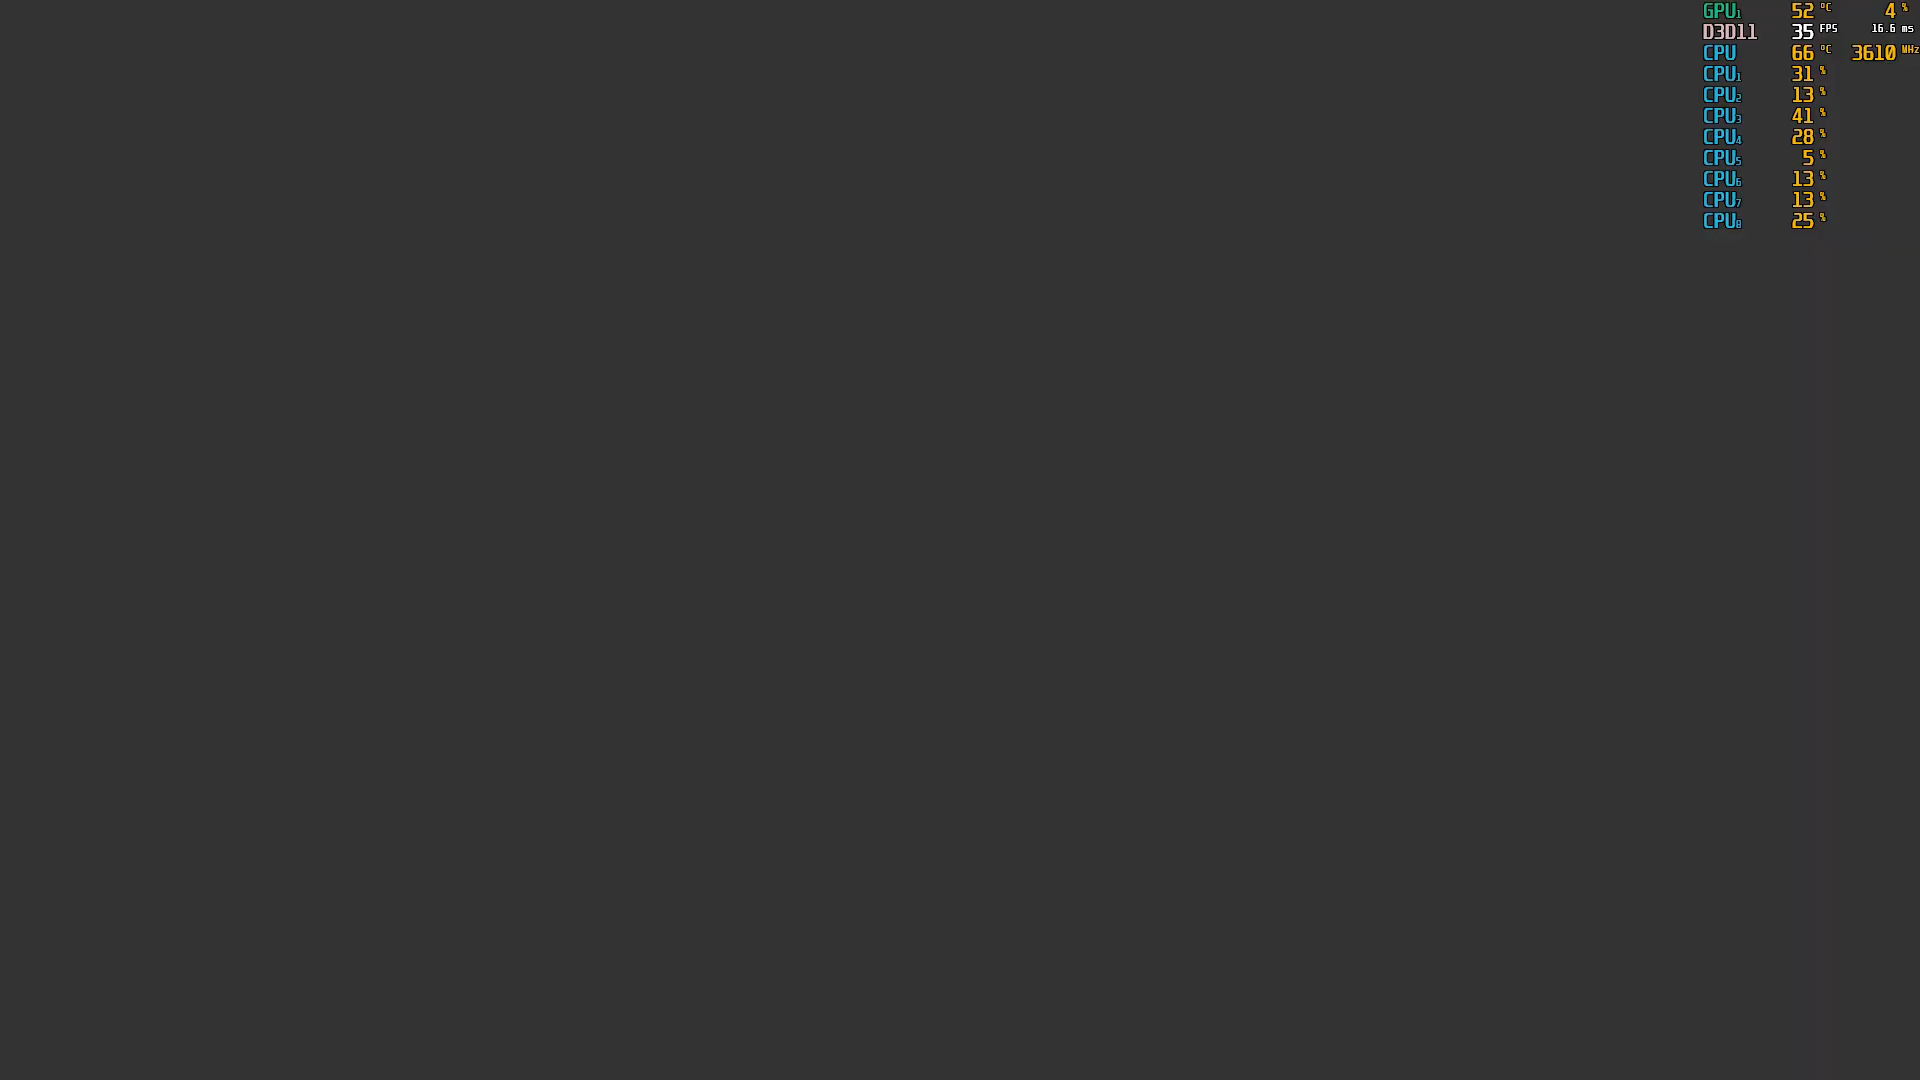 GPU1 52 °C 4 %
D3D11 35 FPS 16.6 ms
CPU 66 °C 3610 MHz
CPU1 31 %
CPU2 13 %
CPU3 41 %
CPU4 28 %
CPU5 5 %
CPU6 13 %
CPU7 13 %
CPU8 25 %